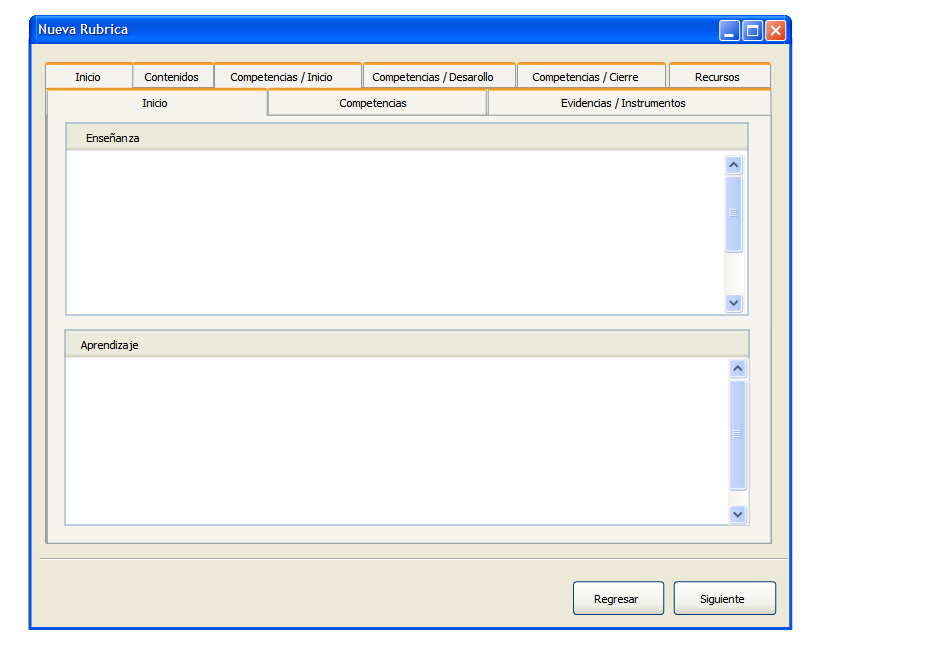 Nueva Rubrica
Inicio Contenidos Competencias / Inicio Competencias / Desarollo Competencias / Cierre Recursos
Inicio Competencias Evidencias / Instrumentos
Enseñanza
Aprendizaje
Regresar Siguiente